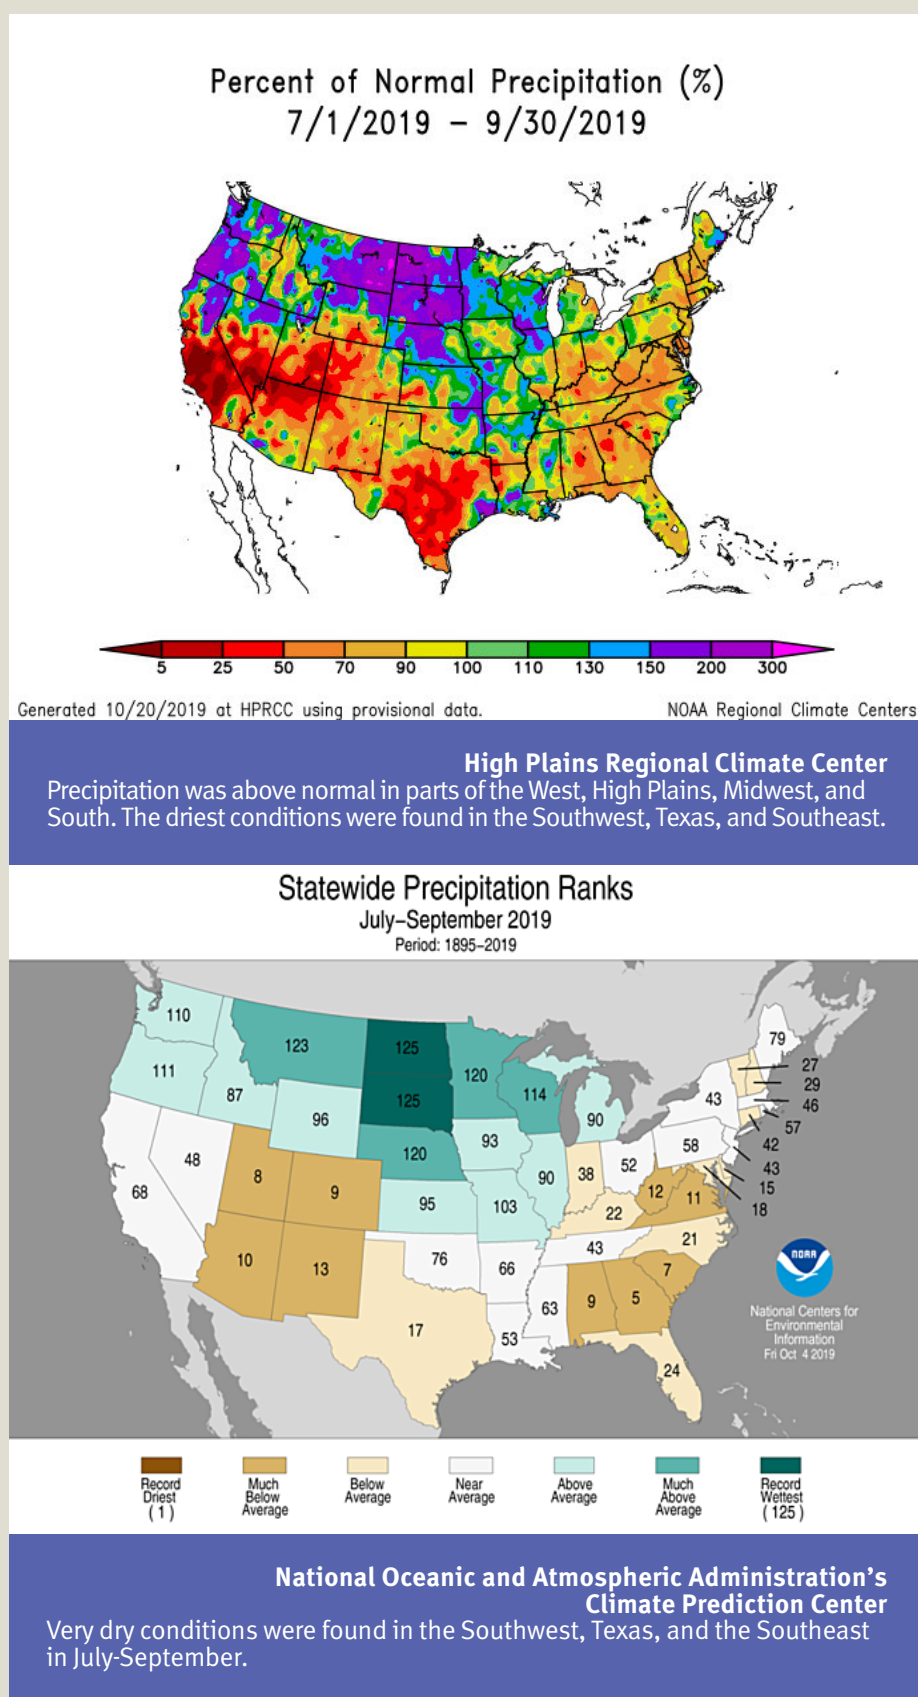 Percent of Normal Precipitation (%)
7/1/2019 – 9/30/2019
5 25 50 70 90 100 110 130 150 200 300
Generated 10/20/2019 at HPRCC using provisional data.
NOAA Regional Climate Centers
High Plains Regional Climate Center
Precipitation was above normal in parts of the West, High Plains, Midwest, and
South. The driest conditions were found in the Southwest, Texas, and Southeast.
Statewide Precipitation Ranks
July–September 2019
Period: 1895–2019
110
111
87
123
96
125
125
120
95
120
114
93
90
90
103
68
48
8
9
10
13
76
17
66
53
63
38
52
22
43
9
5
7
21
24
12
11
58
43
79
27
29
46
57
42
43
15
18
NOAA
National Centers for
Environmental
Information
Fri Oct 4 2019
Record
Driest
(1)
Much
Below
Average
Below
Average
Near
Average
Above
Average
Much
Above
Average
Record
Wettest
(125)
National Oceanic and Atmospheric Administration's
Climate Prediction Center
Very dry conditions were found in the Southwest, Texas, and the Southeast
in July-September.